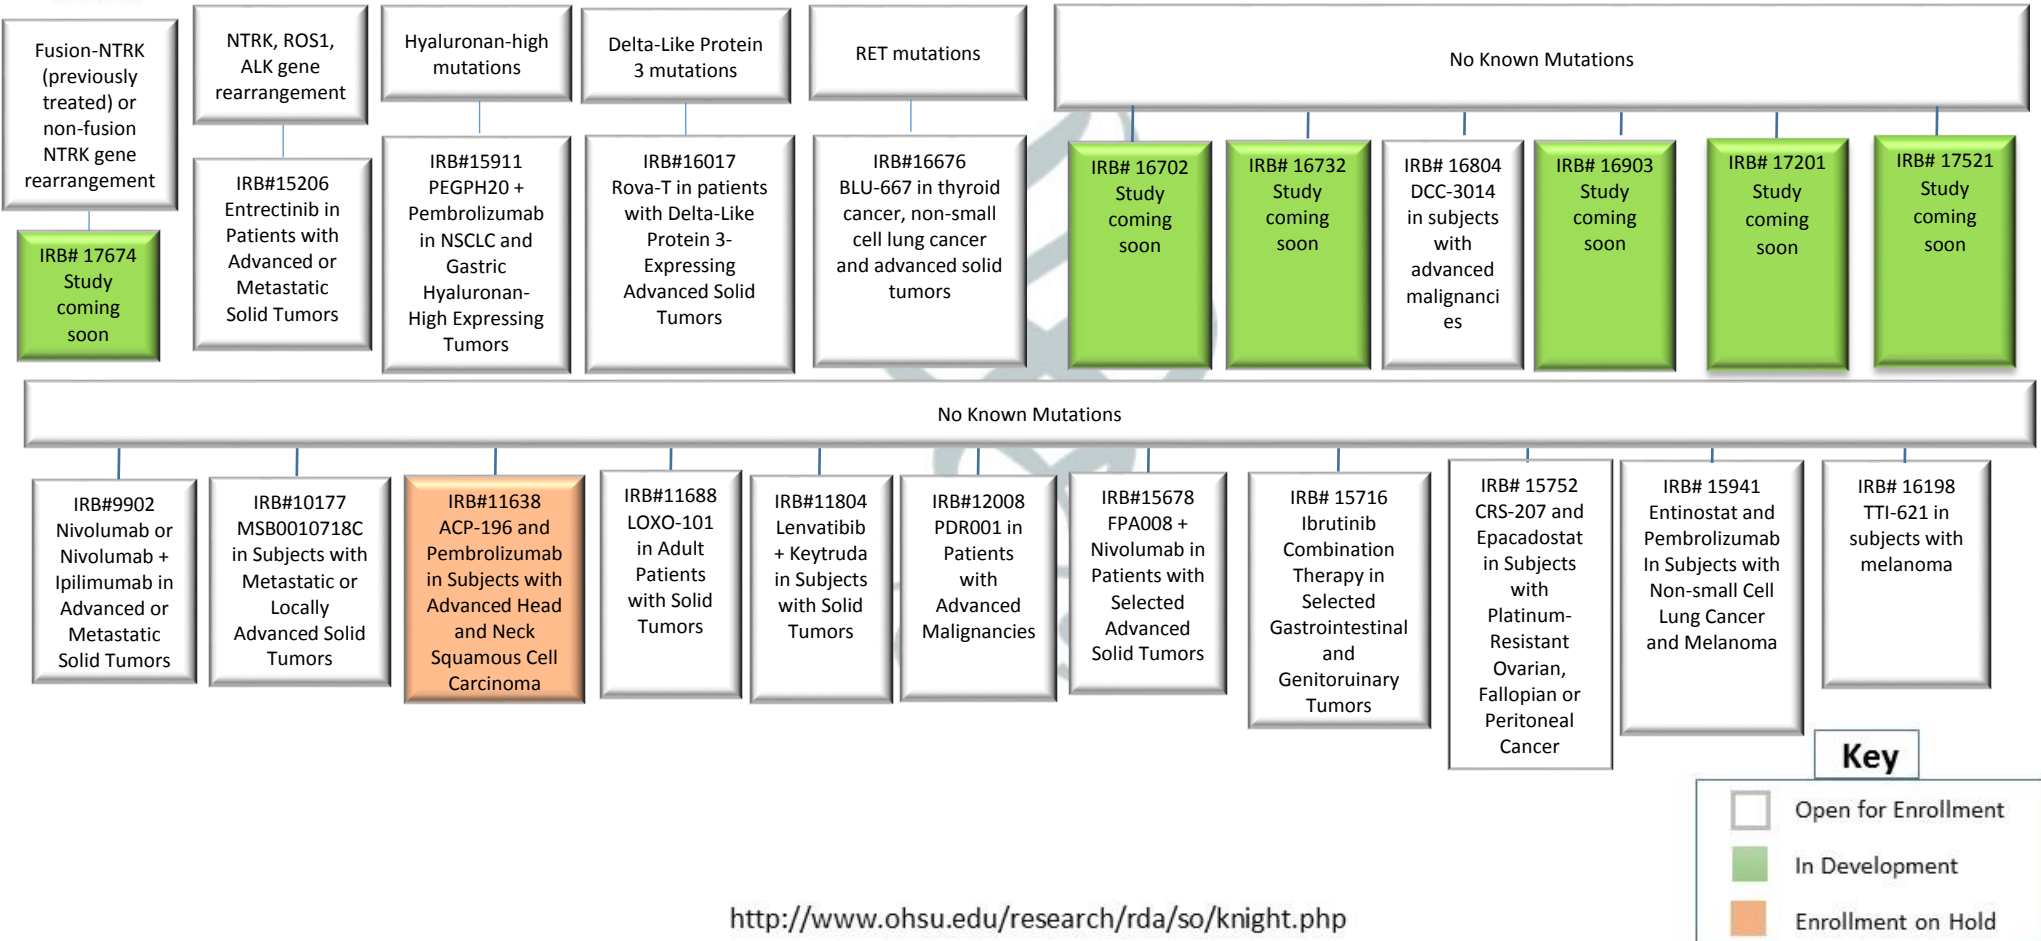 Fusion-NTRK
(previously
treated) or
non-fusion
NTRK gene
rearrangement
NTRK, ROS1,
ALK gene
rearrangement
Hyaluronan-high
mutations
Delta-Like Protein
3 mutations
RET mutations
No Known Mutations
IRB# 17674
Study
coming
soon
IRB#15206
Entrectinib in
Patients with
Advanced or
Metastatic
Solid Tumors
IRB#15911
PEGPH20 +
Pembrolizumab
in NSCLC and
Gastric
Hyaluronan-
High Expressing
Tumors
IRB#16017
Rova-T in patients
with Delta-Like
Protein 3-
Expressing
Advanced Solid
Tumors
IRB#16676
BLU-667 in thyroid
cancer, non-small
cell lung cancer
and advanced solid
tumors
IRB# 16702
Study
coming
soon
IRB# 16732
Study
coming
soon
IRB# 16804
DCC-3014
in subjects
with
advanced
malignanci
es
IRB# 16903
Study
coming
soon
IRB# 17201
Study
coming
soon
IRB# 17521
Study
coming
soon
No Known Mutations
IRB#9902
Nivolumab or
Nivolumab +
Ipilimumab in
Advanced or
Metastatic
Solid Tumors
IRB#10177
MSB0010718C
in Subjects with
Metastatic or
Locally
Advanced Solid
Tumors
IRB#11638
ACP-196 and
Pembrolizumab
in Subjects with
Advanced Head
and Neck
Squamous Cell
Carcinoma
IRB#11688
LOXO-101
in Adult
Patients
with Solid
Tumors
IRB#11804
Lenvatibib
+ Keytruda
in Subjects
with Solid
Tumors
IRB#12008
PDR001 in
Patients
with
Advanced
Malignancies
IRB#15678
FPA008 +
Nivolumab in
Patients with
Selected
Advanced
Solid Tumors
IRB# 15716
Ibrutinib
Combination
Therapy in
Selected
Gastrointestinal
and
Genitoruinary
Tumors
IRB# 15752
CRS-207 and
Epacadostat
in Subjects
with
Platinum-
Resistant
Ovarian,
Fallopian or
Peritoneal
Cancer
IRB# 15941
Entinostat and
Pembrolizumab
In Subjects with
Non-small Cell
Lung Cancer
and Melanoma
IRB# 16198
TTI-621 in
subjects with
melanoma
Key
Open for Enrollment
In Development
Enrollment on Hold
http://www.ohsu.edu/research/rda/so/knight.php